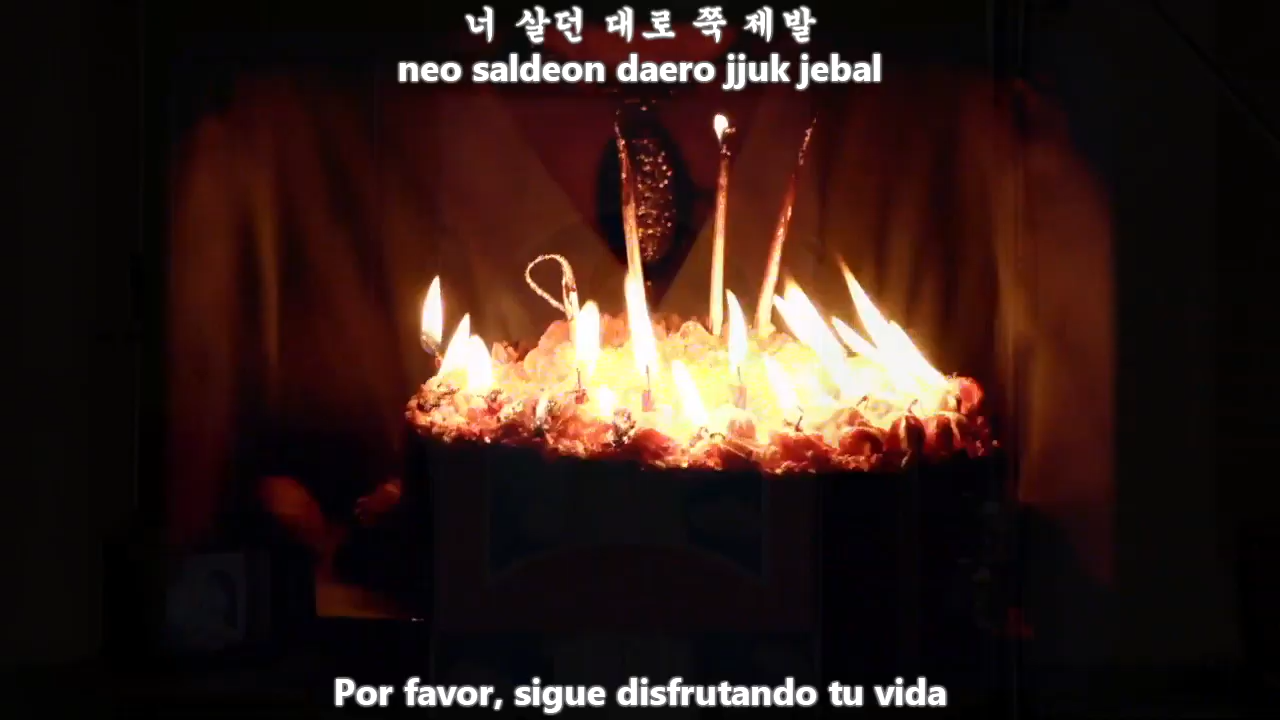 너 살던 대로 쭉 제발
neo saldeon daero jjuk jebal
Por favor, sigue disfrutando tu vida